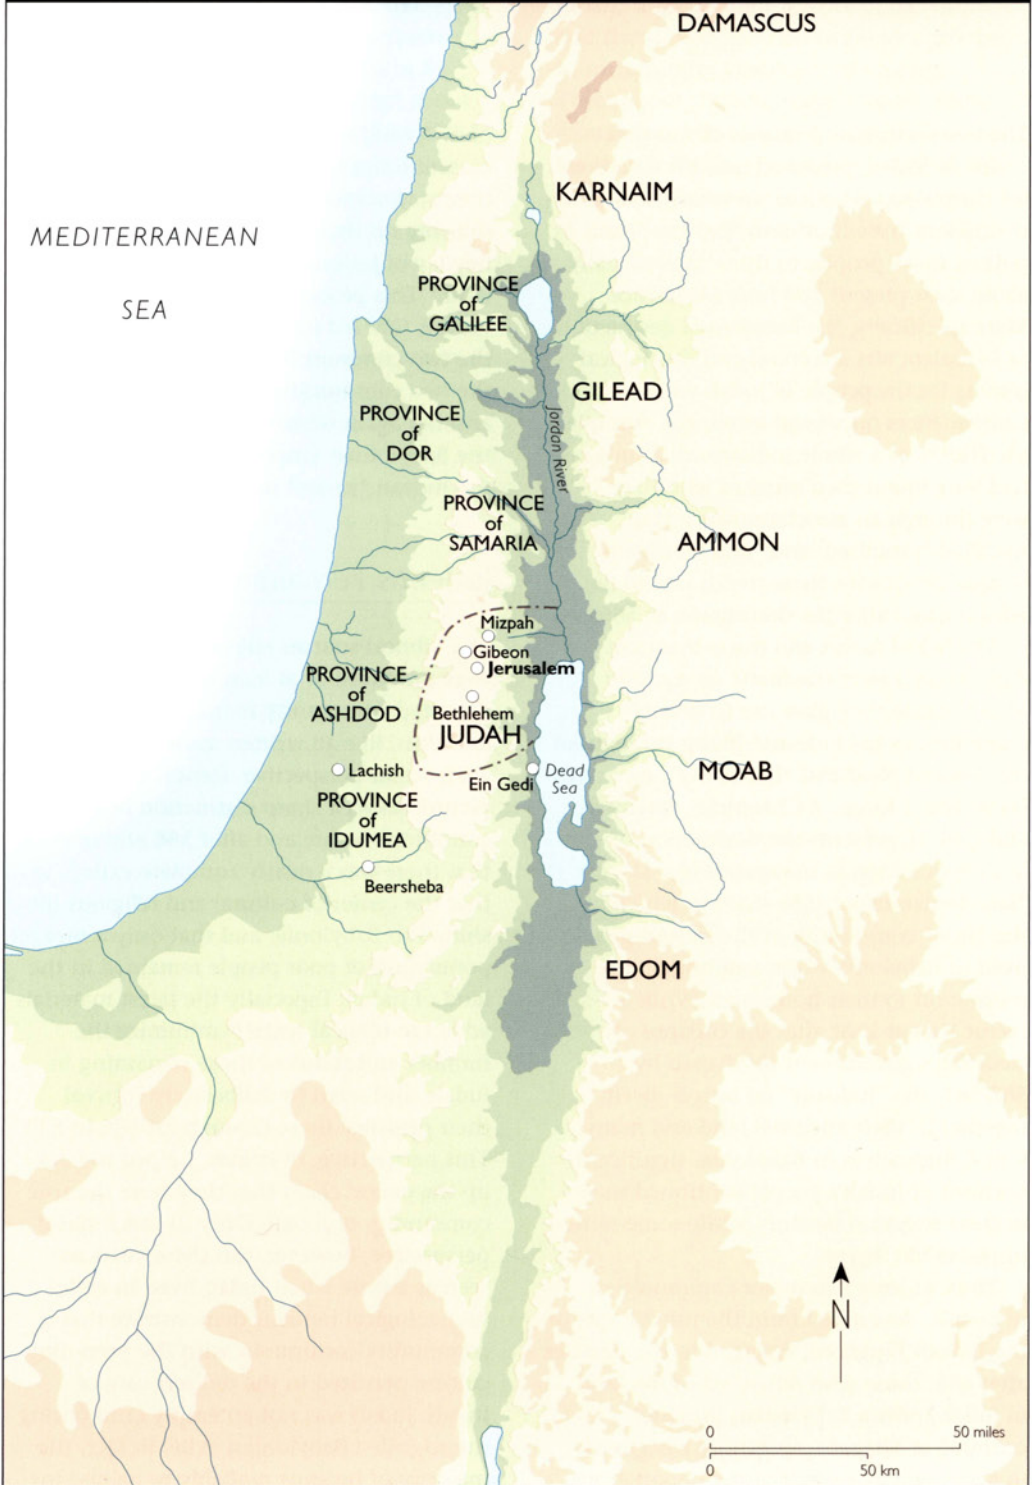 DAMASCUS
KARNAIM
MEDITERRANEAN
SEA
PROVINCE
of
GALILEE
GILEAD
PROVINCE
of
DOR
Jordan River
PROVINCE
of
SAMARIA
AMMON
Mizpah
Gibeon
Jerusalem
PROVINCE
of
ASHDOD
Bethlehem
JUDAH
Lachish
Ein Gedi
Dead
Sea
MOAB
PROVINCE
of
IDUMEA
Beersheba
EDOM
N
0 50 miles
0 50 km